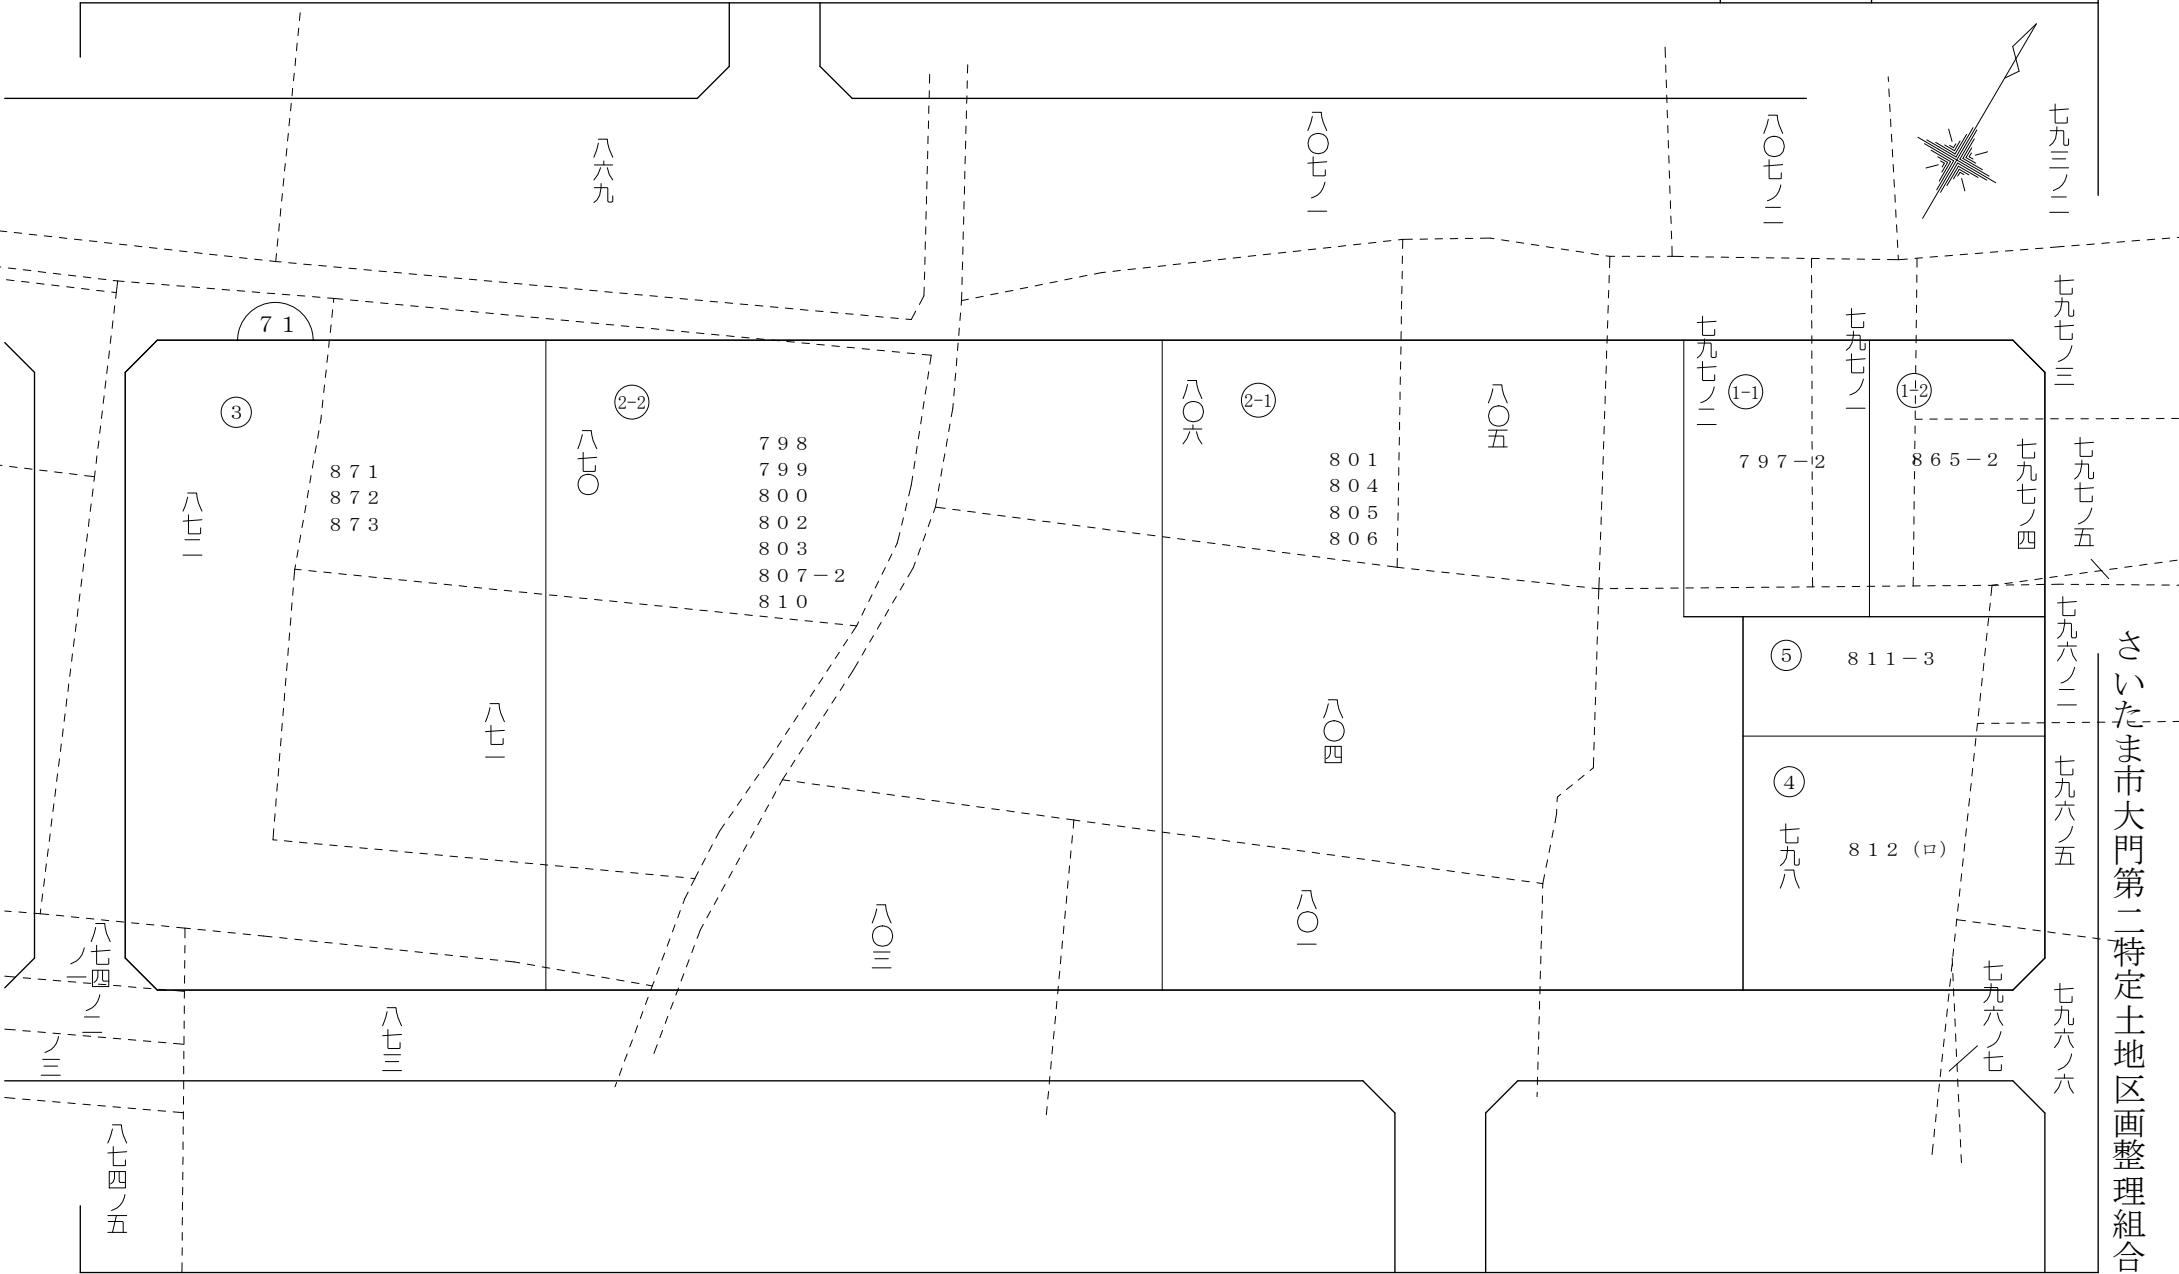 八六九
八〇七ノ一
八〇七ノ二
七九三ノ二
七九七ノ三
71
3
八七二
871
872
873
2-2
八七〇
798
799
800
802
803
807-2
810
八〇六
2-1
801
804
805
806
八〇五
七九七ノ二
1-1
797-2
七九七ノ一
1-2
865-2
七九七ノ四
七九七ノ五
5
811-3
七九六ノ二
八七一
八〇四
4
七九八
812(ロ)
七九六ノ五
八〇三
八〇一
八七四ノ二
ノ一
ノ三
八七三
七九六ノ七
七九六ノ六
八七四ノ五
さいたま市大門第二特定土地区画整理組合